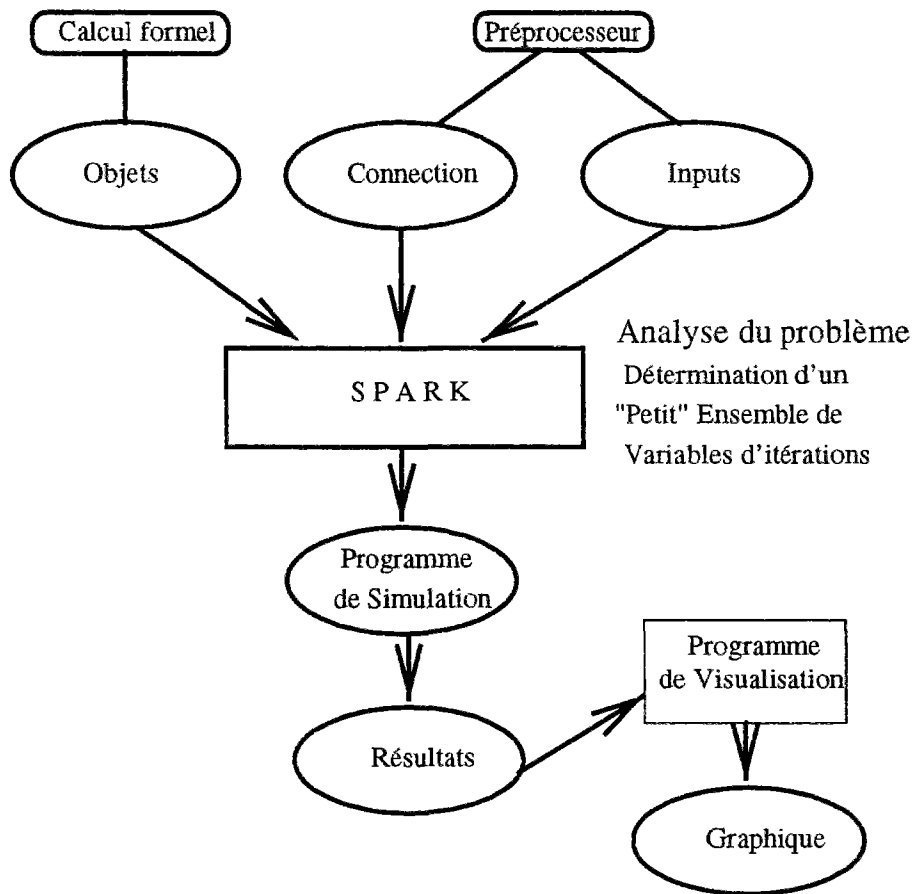 Calcul formel
Préprocesseur
Objets
Connection
Inputs
S P A R K
Analyse du problème
Détermination d'un
"Petit" Ensemble de
Variables d'itérations
Programme
de Simulation
Programme
de Visualisation
Résultats
Graphique